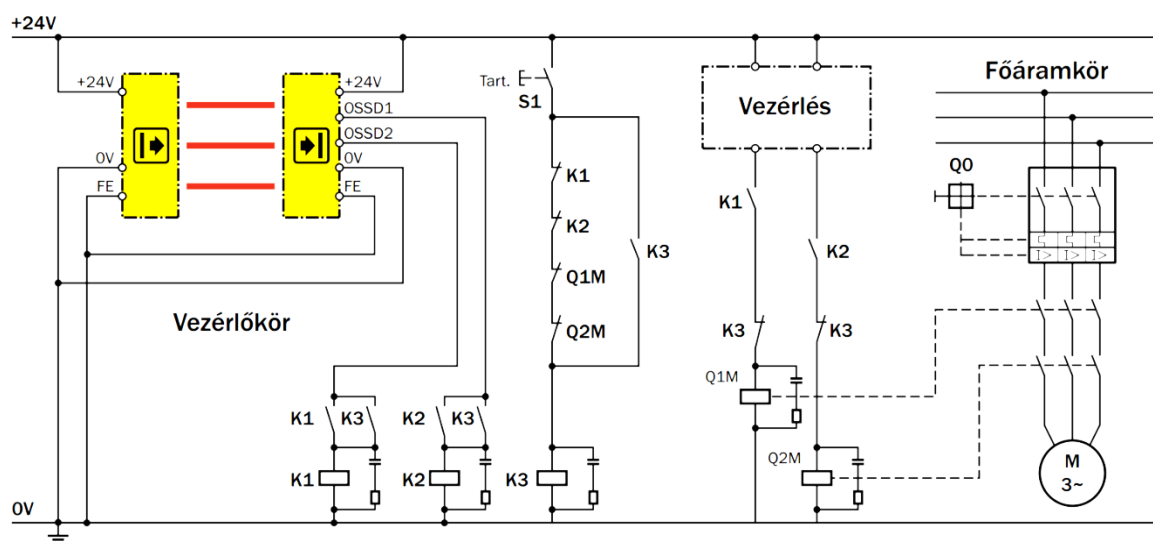 +24V
+24V
+24V
OSSD1
OSSD2
0V
0V
FE
FE
Vezérlőkör
Tart.
S1
K1
K2
Q1M
Q2M
K3
Vezérlés
K1
K2
K3
K3
Q1M
Q2M
Főáramkör
Q0
I>
I>
I>
M
3~
K1
K3
K2
K3
K1
K2
K3
0V